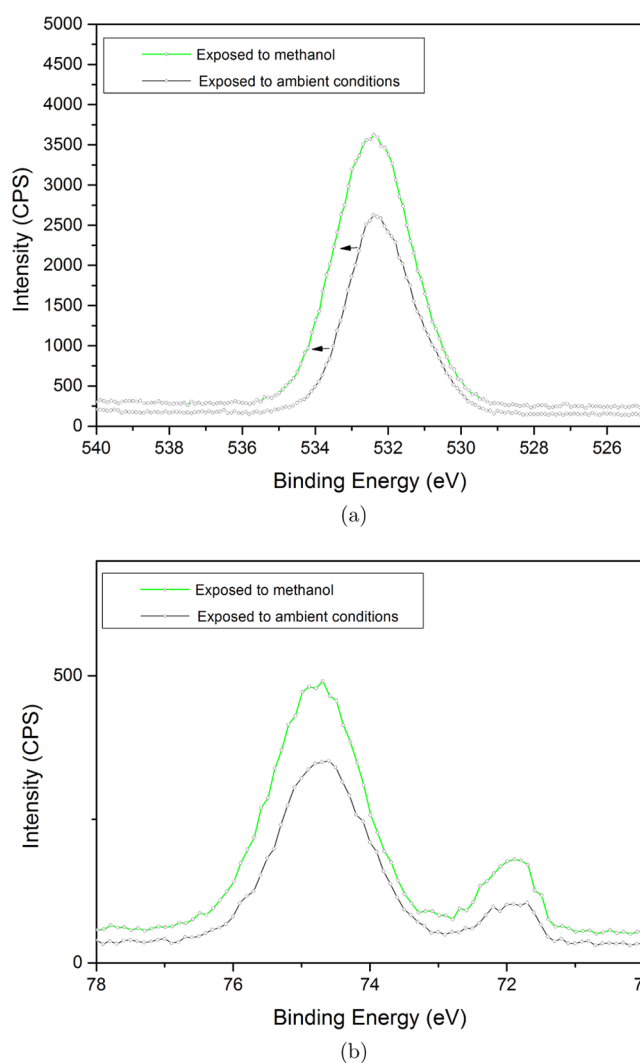 5000
4500
4000
3500
3000
2500
2000
1500
1000
500
0
Intensity (CPS)
Exposed to methanol
Exposed to ambient conditions
540 538 536 534 532 530 528 526
Binding Energy (eV)
(a)
500
0
Intensity (CPS)
Exposed to methanol
Exposed to ambient conditions
78 76 74 72 7
Binding Energy (eV)
(b)